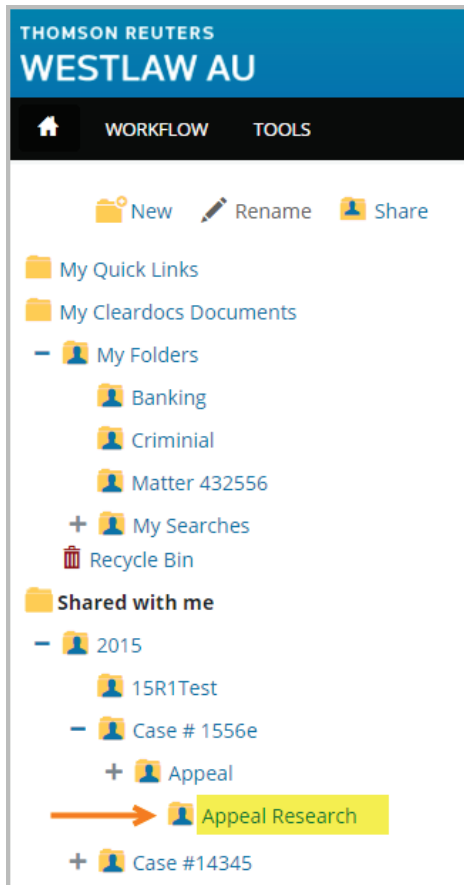 THOMSON REUTERS
WESTLAW AU
WORKFLOW TOOLS
New Rename Share
My Quick Links
My Cleardocs Documents
My Folders
Banking
Criminial
Matter 432556
My Searches
Recycle Bin
Shared with me
2015
15R1Test
Case # 1556e
Appeal
Appeal Research
Case #14345